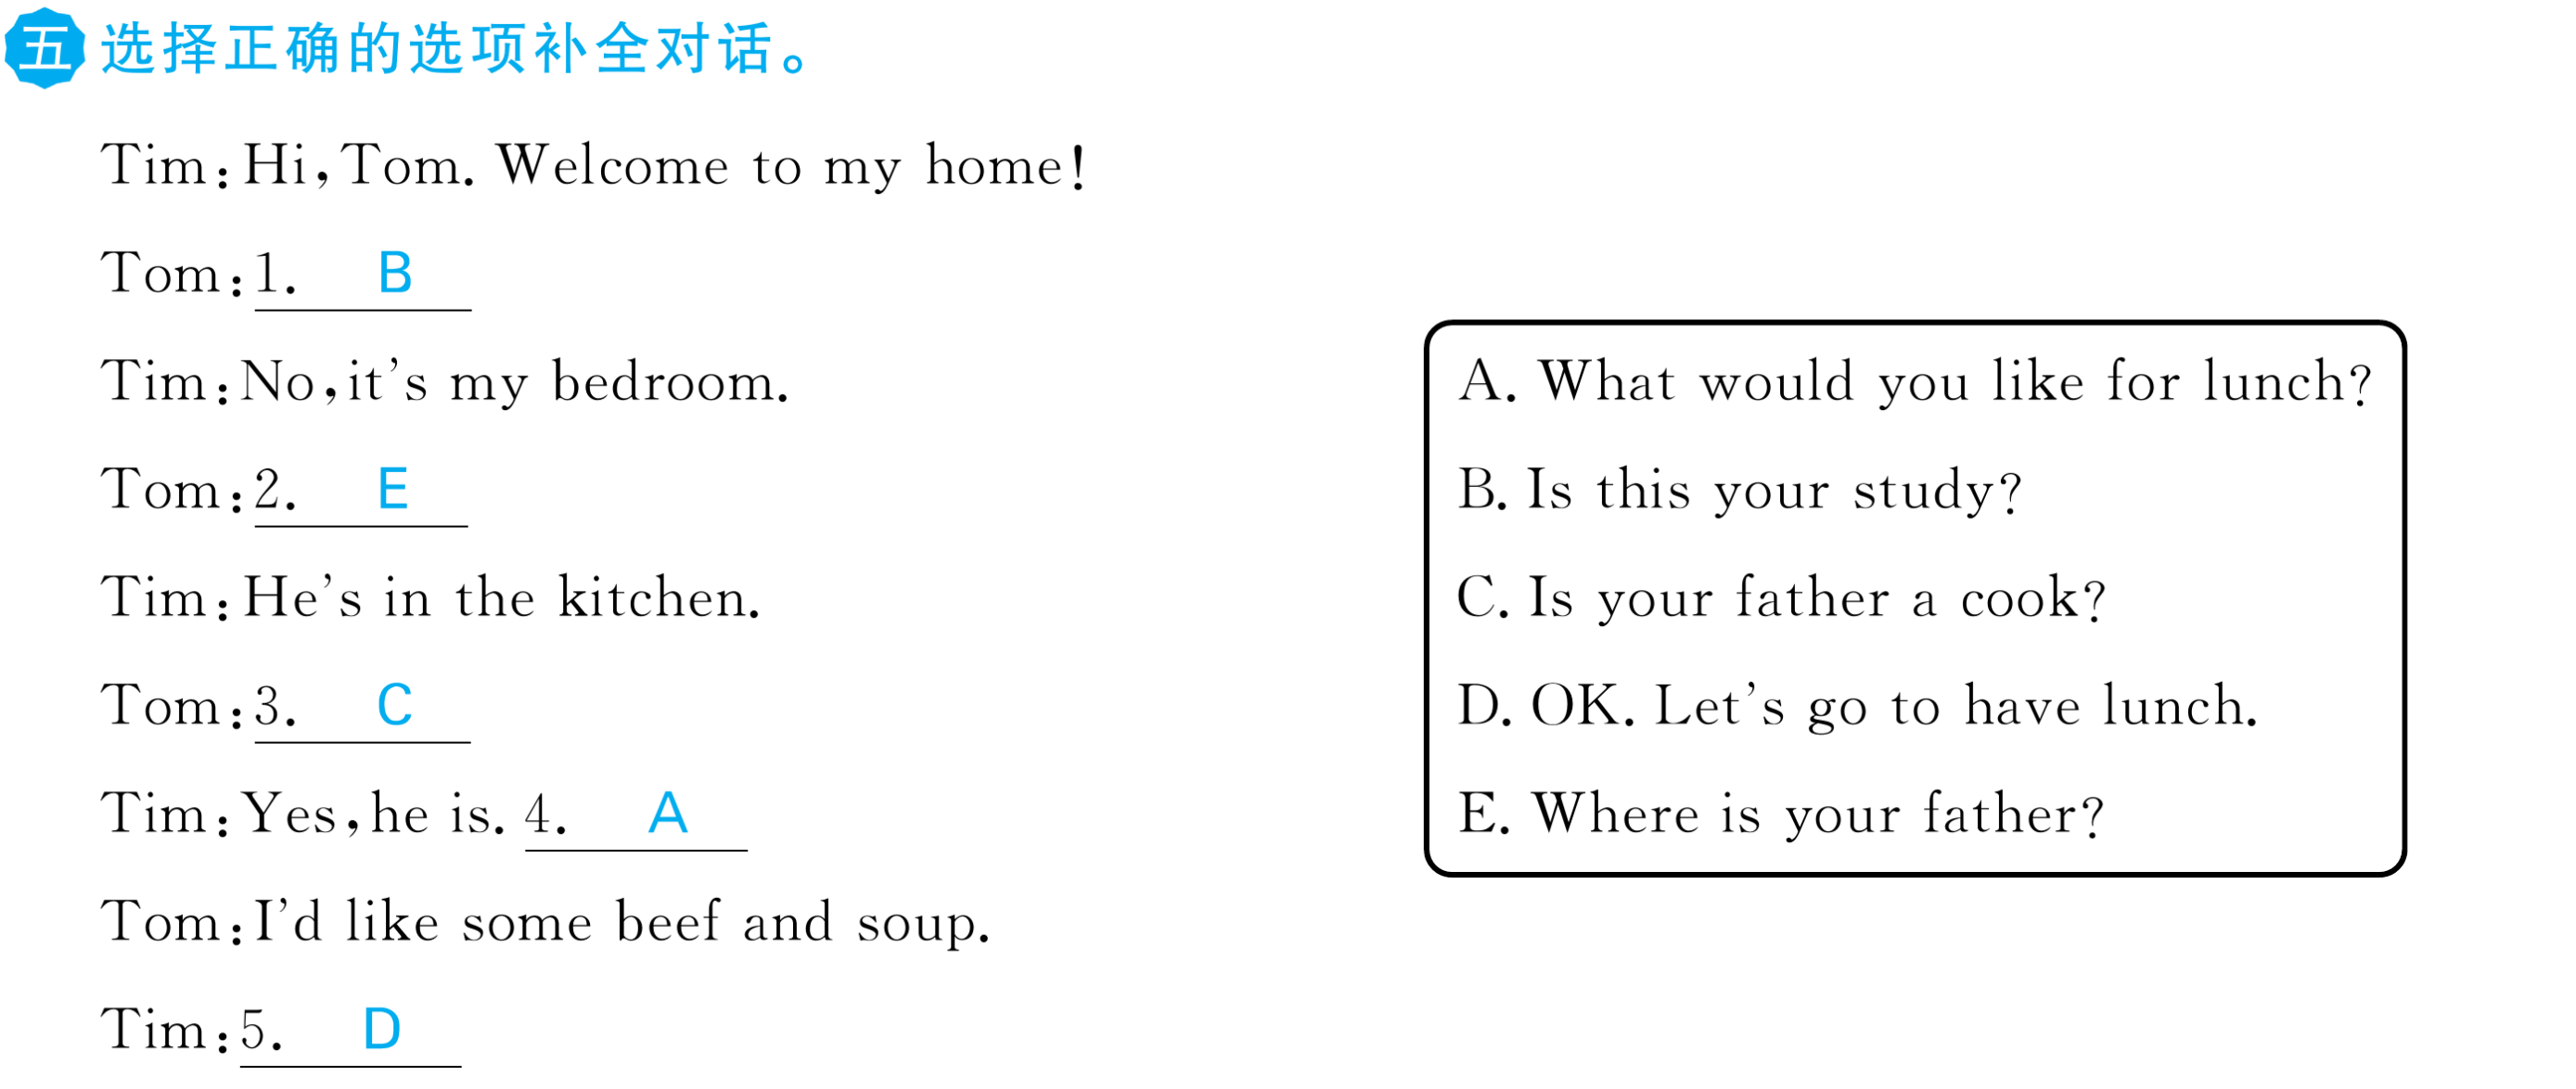 五 选择正确的选项补全对话。
Tim:Hi,Tom. Welcome to my home!
Tom:1. B
Tim:No,it's my bedroom.
Tom:2. E
Tim:He's in the kitchen.
Tom:3. C
Tim:Yes,he is. 4. A
Tom:I'd like some beef and soup.
Tim:5. D
A. What would you like for lunch?
B. Is this your study?
C. Is your father a cook?
D. OK. Let's go to have lunch.
E. Where is your father?